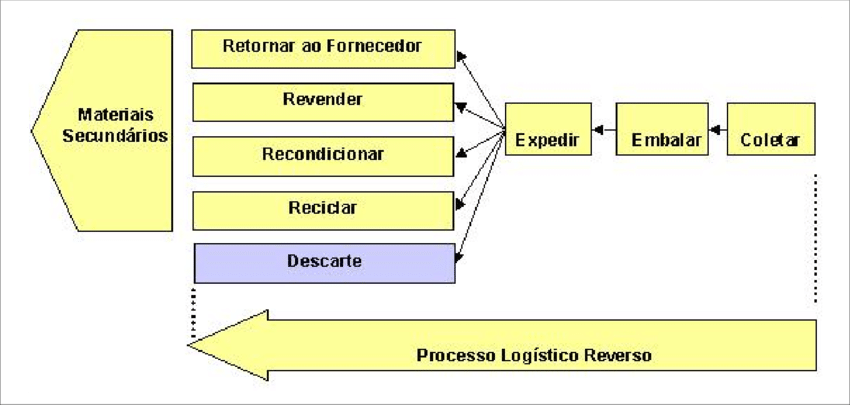 Retornar ao Fornecedor
Revender
Recondicionar
Reciclar
Descarte
Materiais
Secundários
Expedir
Embalar
Coletar
Processo Logístico Reverso